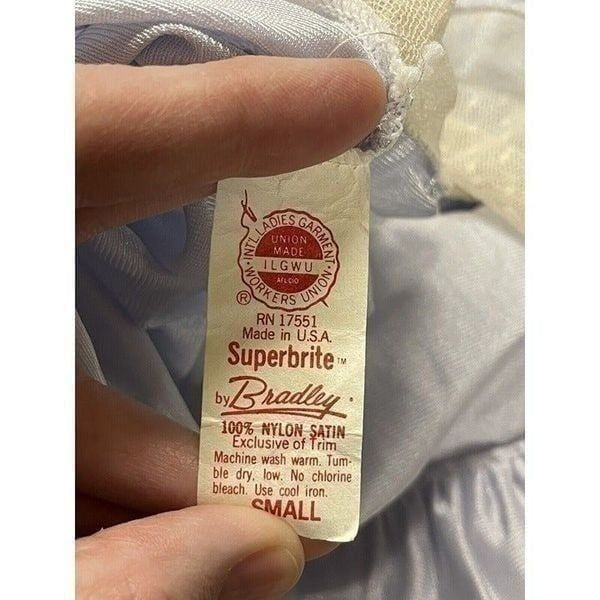 INT'L LADIES GARMENT
WORKERS UNION
UNION
MADE
ILGWU
AFL CIO
®
RN 17551
Made in U.S.A.
Superbrite™
by Bradley
100% NYLON SATIN
Exclusive of Trim
Machine wash warm. Tum-
ble dry, low. No chlorine
bleach. Use cool iron.
SMALL